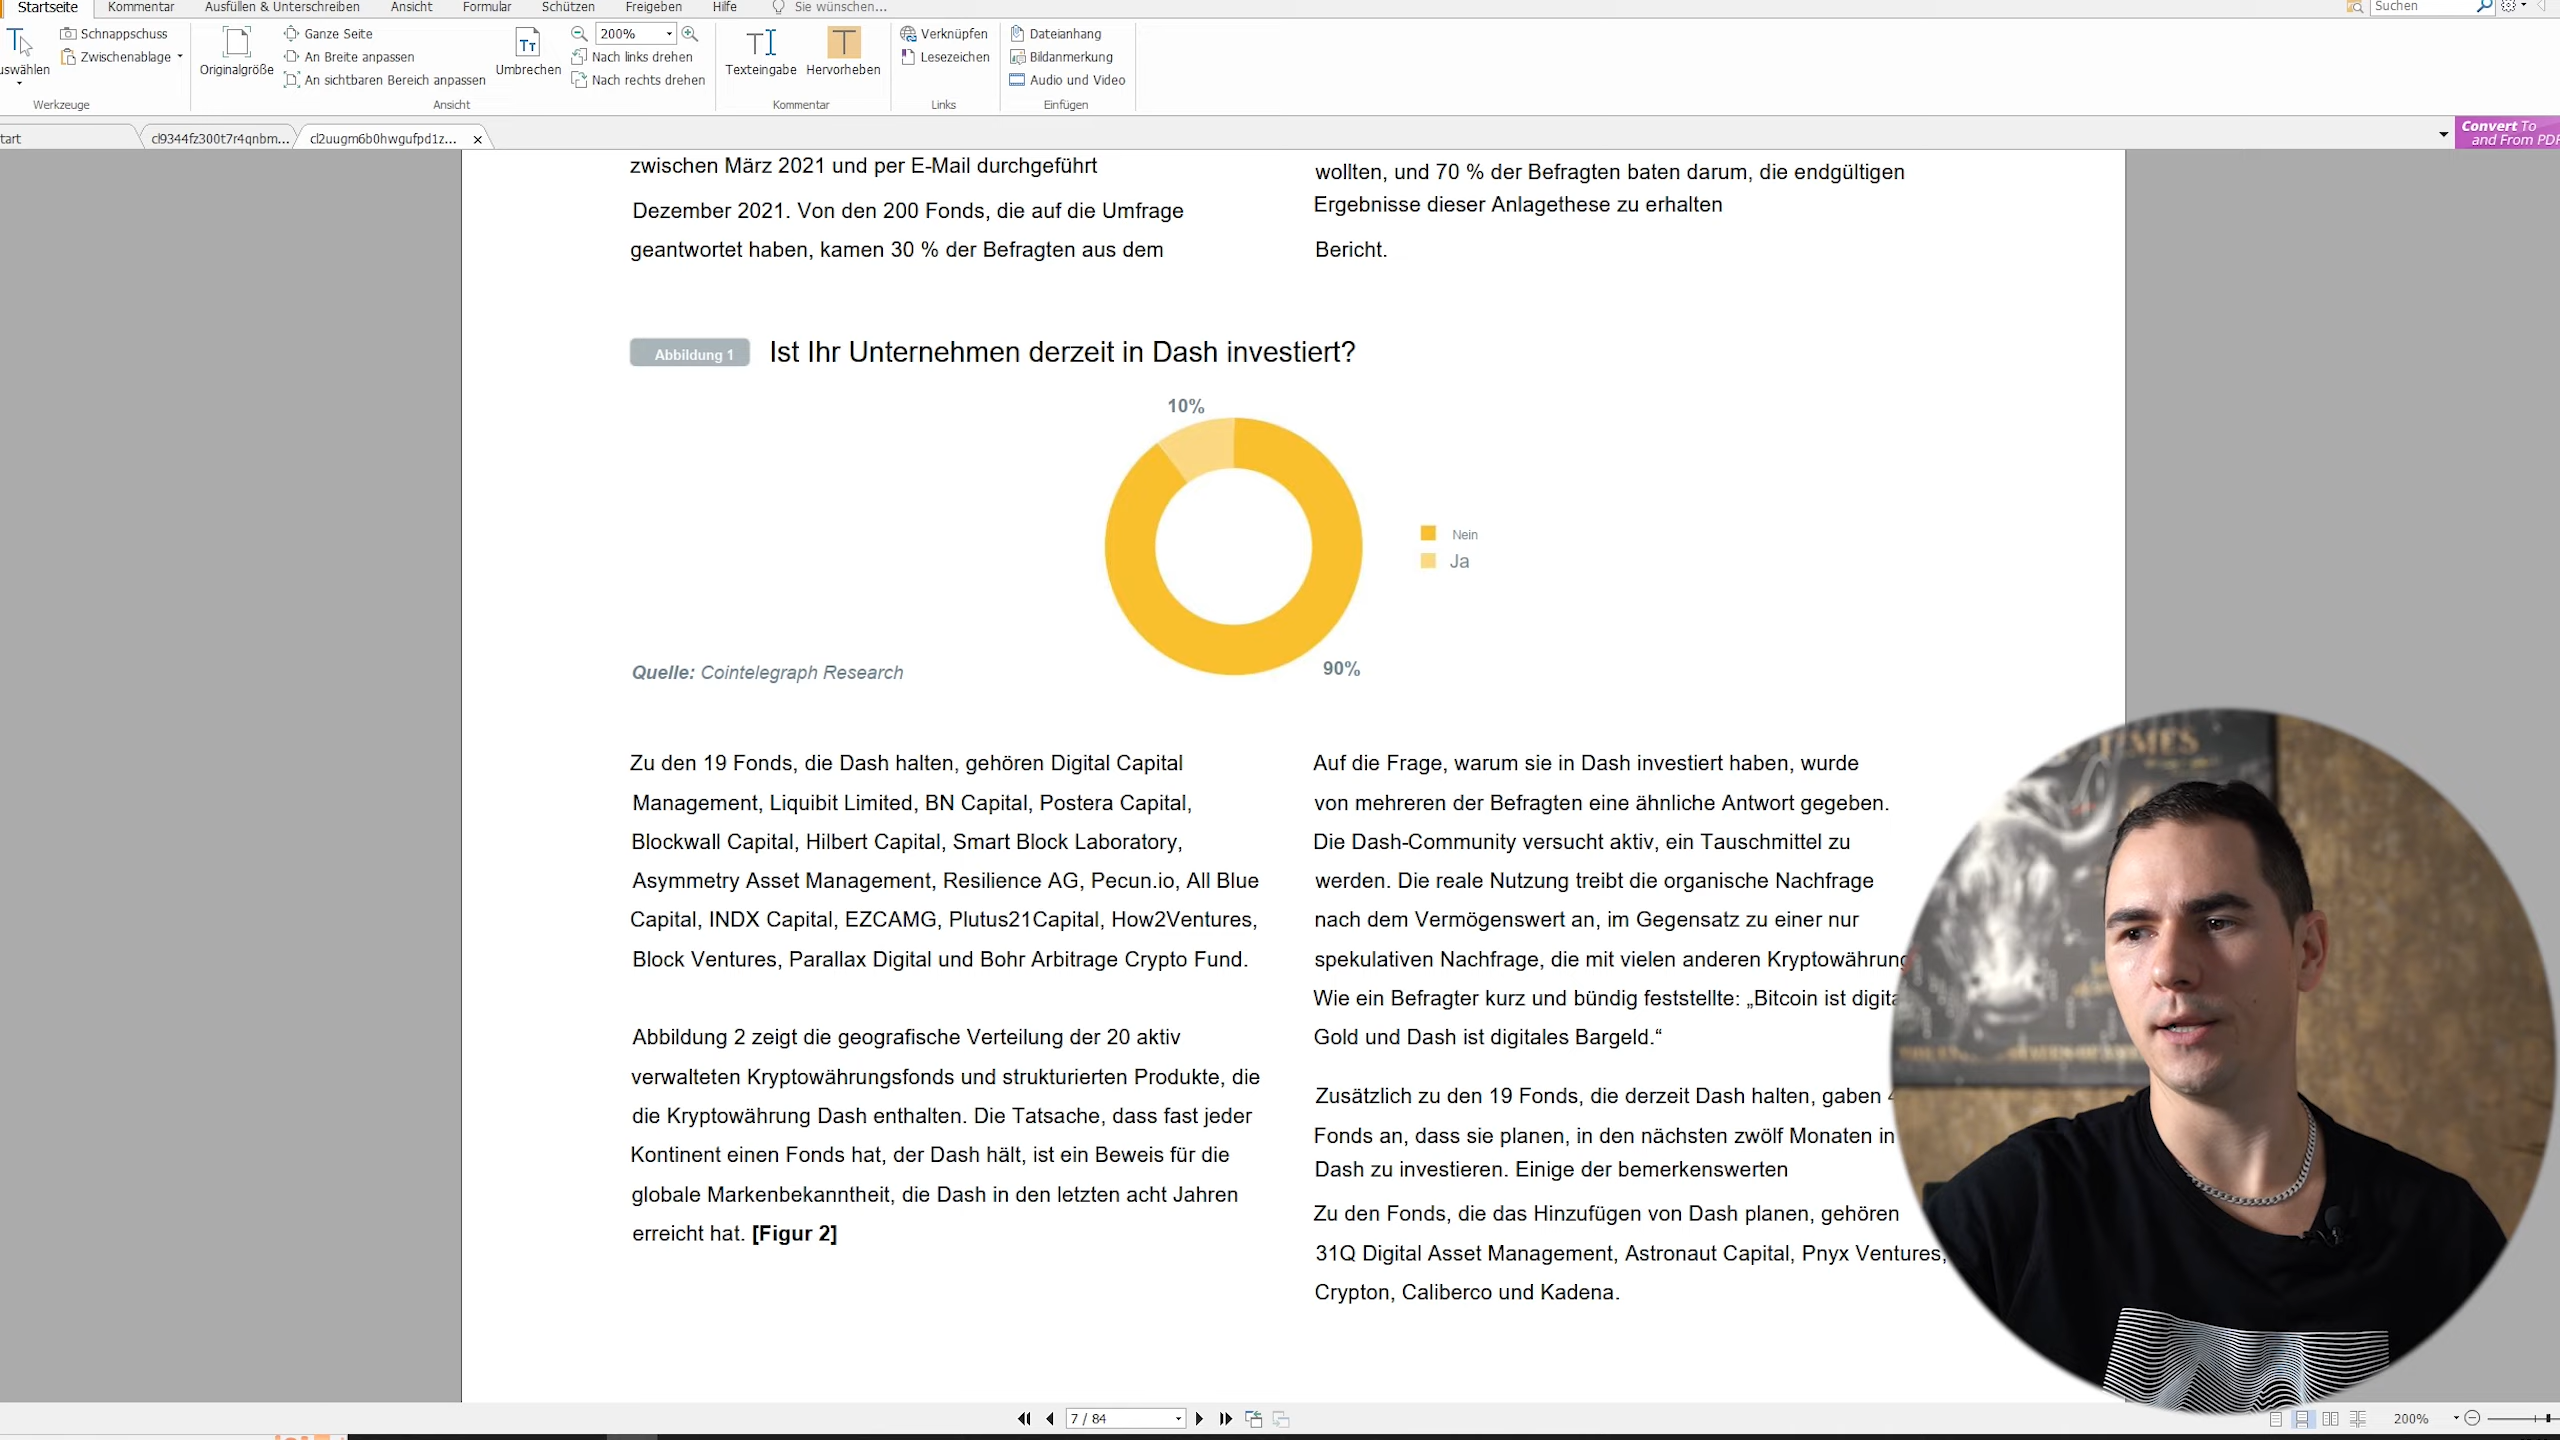 Startseite Kommentar Ausfüllen & Unterschreiben Ansicht Formular Schützen Freigeben Hilfe Sie wünschen... Suchen
Schnappschuss
Zwischenablage
Werkzeuge
Originalgröße
Ganze Seite
An Breite anpassen
An sichtbaren Bereich anpassen
Umbrechen
200%
Nach links drehen
Nach rechts drehen
Ansicht
Texteingabe
Hervorheben
Kommentar
Verknüpfen
Lesezeichen
Links
Dateianhang
Bildanmerkung
Audio und Video
Einfügen
tart
cl9344fz300t7r4qnbm...
cl2uugm6b0hwgufpd1z...
Convert To
and From PDF
zwischen März 2021 und per E-Mail durchgeführt
Dezember 2021. Von den 200 Fonds, die auf die Umfrage
geantwortet haben, kamen 30 % der Befragten aus dem
wollten, und 70 % der Befragten baten darum, die endgültigen
Ergebnisse dieser Anlagethese zu erhalten
Bericht.
Abbildung 1 Ist Ihr Unternehmen derzeit in Dash investiert?
10%
Nein
Ja
90%
Quelle: Cointelegraph Research
Zu den 19 Fonds, die Dash halten, gehören Digital Capital
Management, Liquibit Limited, BN Capital, Postera Capital,
Blockwall Capital, Hilbert Capital, Smart Block Laboratory,
Asymmetry Asset Management, Resilience AG, Pecun.io, All Blue
Capital, INDX Capital, EZCAMG, Plutus21Capital, How2Ventures,
Block Ventures, Parallax Digital und Bohr Arbitrage Crypto Fund.
Abbildung 2 zeigt die geografische Verteilung der 20 aktiv
verwalteten Kryptowährungsfonds und strukturierten Produkte, die
die Kryptowährung Dash enthalten. Die Tatsache, dass fast jeder
Kontinent einen Fonds hat, der Dash hält, ist ein Beweis für die
globale Markenbekanntheit, die Dash in den letzten acht Jahren
erreicht hat. [Figur 2]
Auf die Frage, warum sie in Dash investiert haben, wurde
von mehreren der Befragten eine ähnliche Antwort gegeben.
Die Dash-Community versucht aktiv, ein Tauschmittel zu
werden. Die reale Nutzung treibt die organische Nachfrage
nach dem Vermögenswert an, im Gegensatz zu einer nur
spekulativen Nachfrage, die mit vielen anderen Kryptowährung
Wie ein Befragter kurz und bündig feststellte: „Bitcoin ist digita
Gold und Dash ist digitales Bargeld.“
Zusätzlich zu den 19 Fonds, die derzeit Dash halten, gaben
Fonds an, dass sie planen, in den nächsten zwölf Monaten in
Dash zu investieren. Einige der bemerkenswerten
Zu den Fonds, die das Hinzufügen von Dash planen, gehören
31Q Digital Asset Management, Astronaut Capital, Pnyx Ventures,
Crypton, Caliberco und Kadena.
7 / 84
200%